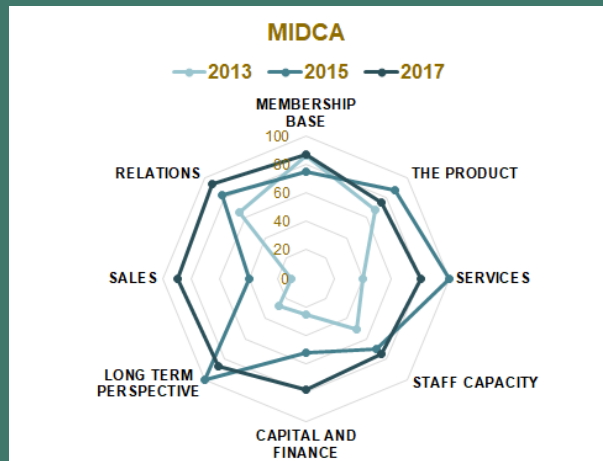 MIDCA
2013 2015 2017
MEMBERSHIP
BASE
100
80
60
40
20
0
RELATIONS
THE PRODUCT
SALES
SERVICES
LONG TERM
PERSPECTIVE
STAFF CAPACITY
CAPITAL AND
FINANCE